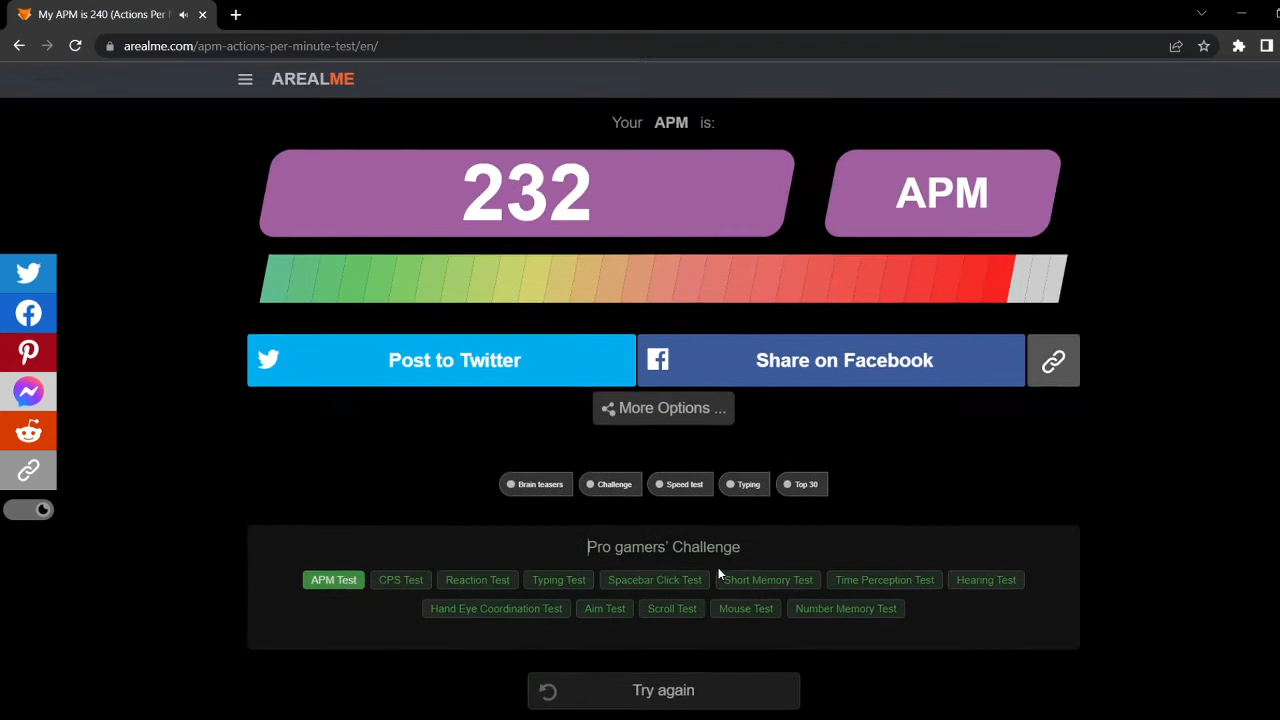 My APM is 240 (Actions Per M
arealme.com/apm-actions-per-minute-test/en/
AREALME
Your APM is:
232
APM
Post to Twitter
Share on Facebook
More Options ...
Brain teasers
Challenge
Speed test
Typing
Top 30
Pro gamers' Challenge
APM Test
CPS Test
Reaction Test
Typing Test
Spacebar Click Test
Short Memory Test
Time Perception Test
Hearing Test
Hand Eye Coordination Test
Aim Test
Scroll Test
Mouse Test
Number Memory Test
Try again